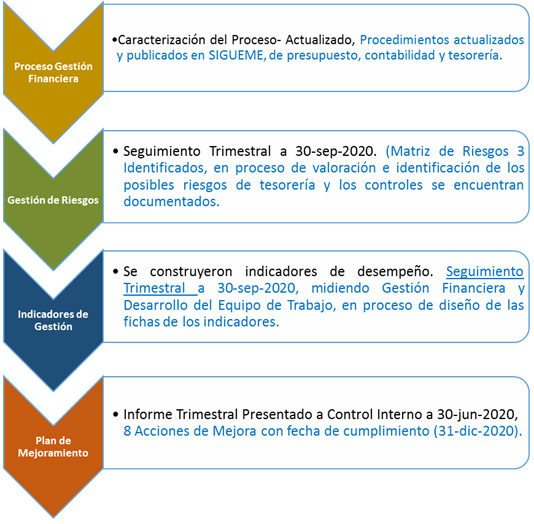 Proceso Gestión
Financiera
•Caracterización del Proceso- Actualizado, Procedimientos actualizados
y publicados en SIGUEME, de presupuesto, contabilidad y tesorería.
Gestión de Riesgos
• Seguimiento Trimestral a 30-sep-2020. (Matriz de Riesgos 3
Identificados, en proceso de valoración e identificación de los
posibles riesgos de tesorería y los controles se encuentran
documentados.
Indicadores de
Gestión
• Se construyeron indicadores de desempeño. Seguimiento
Trimestral a 30-sep-2020, midiendo Gestión Financiera y
Desarrollo del Equipo de Trabajo, en proceso de diseño de las
fichas de los indicadores.
Plan de
Mejoramiento
• Informe Trimestral Presentado a Control Interno a 30-jun-2020,
8 Acciones de Mejora con fecha de cumplimiento (31-dic-2020).